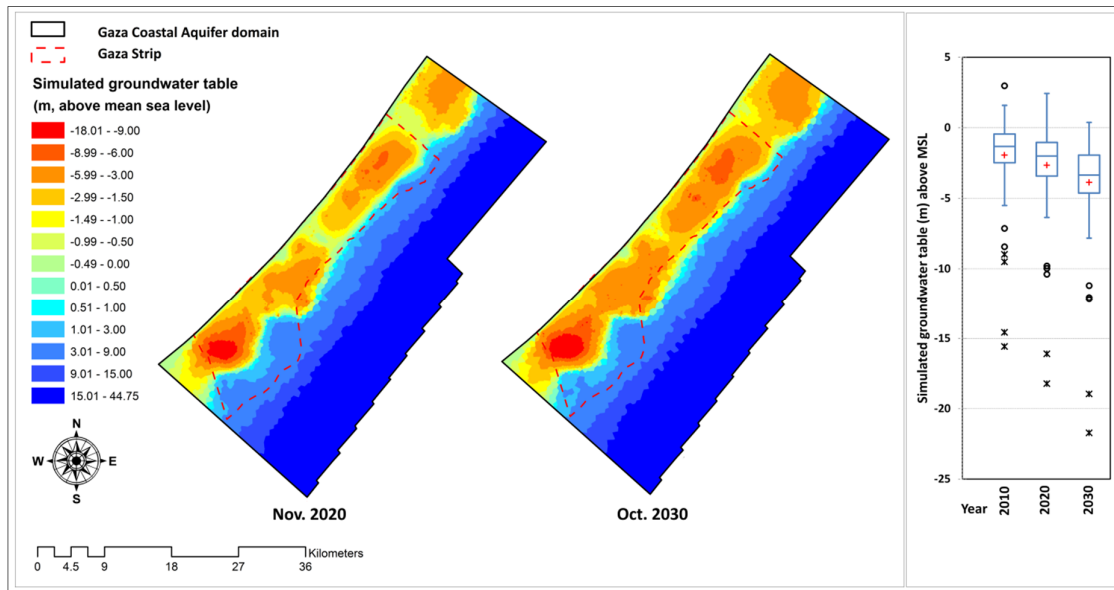 Gaza Coastal Aquifer domain
Gaza Strip
Simulated groundwater table
(m, above mean sea level)
-18.01 - -9.00
-8.99 - -6.00
-5.99 - -3.00
-2.99 - -1.50
-1.49 - -1.00
-0.99 - -0.50
-0.49 - 0.00
0.01 - 0.50
0.51 - 1.00
1.01 - 3.00
3.01 - 9.00
9.01 - 15.00
15.01 - 44.75
N
W E
S
Nov. 2020
Oct. 2030
Kilometers
0 4.5 9 18 27 36
Simulated groundwater table (m) above MSL
5
0
-5
-10
-15
-20
-25
Year 2010 2020 2030